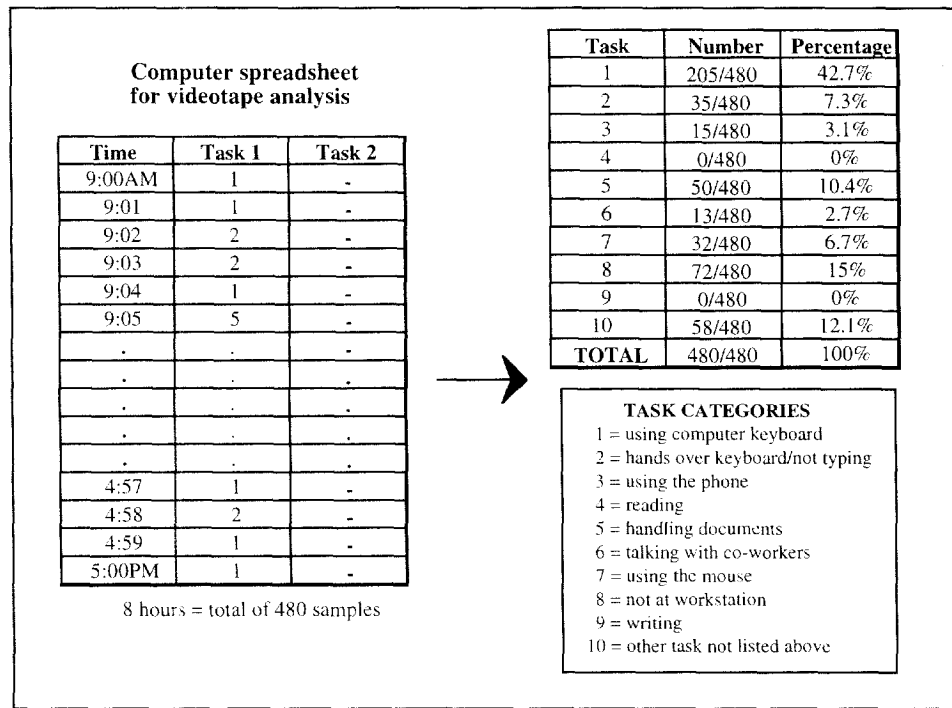 Computer spreadsheet
for videotape analysis
Time Task 1 Task 2
9:00AM 1 -
9:01 1 -
9:02 2 -
9:03 2 -
9:04 1 -
9:05 5 -
. . .
. . .
. . .
. . .
. . .
4:57 1 -
4:58 2 -
4:59 1 -
5:00PM 1 -
8 hours = total of 480 samples
Task Number Percentage
1 205/480 42.7%
2 35/480 7.3%
3 15/480 3.1%
4 0/480 0%
5 50/480 10.4%
6 13/480 2.7%
7 32/480 6.7%
8 72/480 15%
9 0/480 0%
10 58/480 12.1%
TOTAL 480/480 100%
TASK CATEGORIES
1 = using computer keyboard
2 = hands over keyboard/not typing
3 = using the phone
4 = reading
5 = handling documents
6 = talking with co-workers
7 = using the mouse
8 = not at workstation
9 = writing
10 = other task not listed above